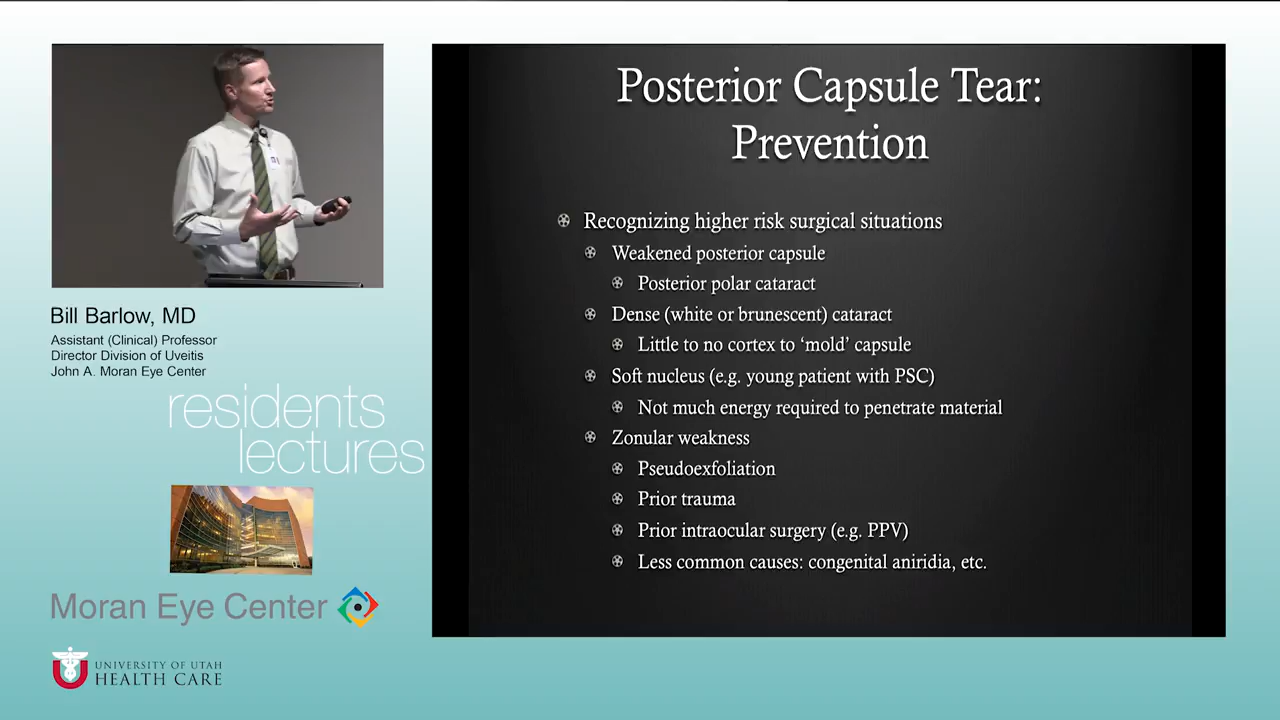 Posterior Capsule Tear:
Prevention
Recognizing higher risk surgical situations
Weakened posterior capsule
Posterior polar cataract
Dense (white or brunescent) cataract
Little to no cortex to ‘mold’ capsule
Soft nucleus (e.g. young patient with PSC)
Not much energy required to penetrate material
Zonular weakness
Pseudoexfoliation
Prior trauma
Prior intraocular surgery (e.g. PPV)
Less common causes: congenital aniridia, etc.
Bill Barlow, MD
Assistant (Clinical) Professor
Director Division of Uveitis
John A. Moran Eye Center
residents
lectures
Moran Eye Center
UNIVERSITY OF UTAH
HEALTH CARE